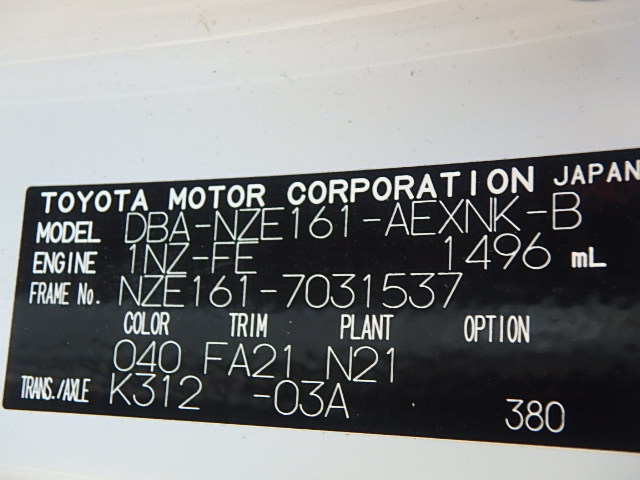 TOYOTA MOTOR CORPORATION JAPAN
MODEL DBA-NZE161-AEXNK-B
ENGINE 1NZ-FE 1496 mL
FRAME No. NZE161-7031537
COLOR TRIM PLANT OPTION
040 FA21 N21
TRANS./AXLE K312 -03A
380